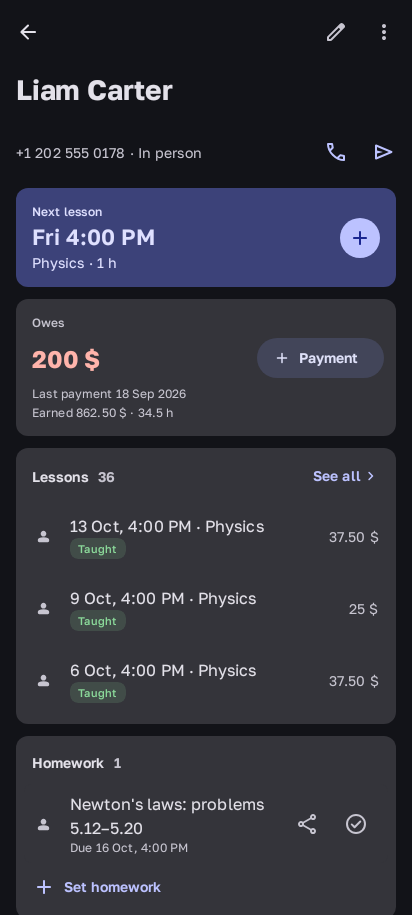 Liam Carter
+1 202 555 0178 · In person
Next lesson
Fri 4:00 PM
Physics · 1 h
Owes
200 $
Payment
Last payment 18 Sep 2026
Earned 862.50 $ · 34.5 h
Lessons 36
See all
13 Oct, 4:00 PM · Physics
Taught
37.50 $
9 Oct, 4:00 PM · Physics
Taught
25 $
6 Oct, 4:00 PM · Physics
Taught
37.50 $
Homework 1
Newton's laws: problems
5.12–5.20
Due 16 Oct, 4:00 PM
Set homework